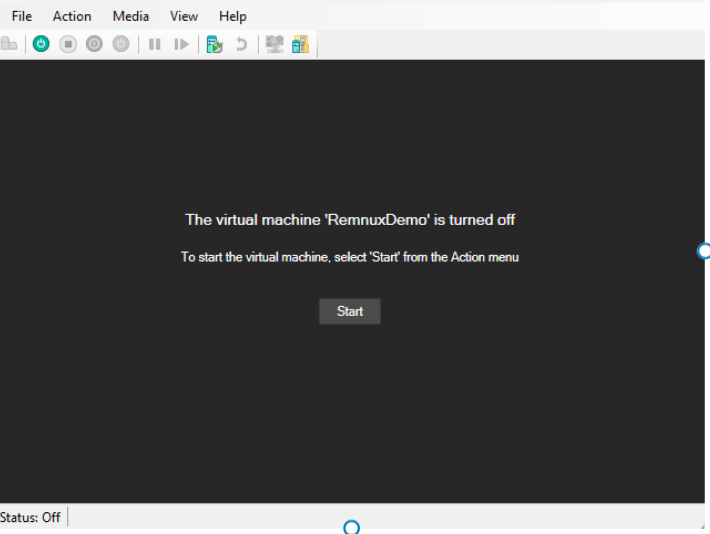 File Action Media View Help
The virtual machine 'RemnuxDemo' is turned off
To start the virtual machine, select 'Start' from the Action menu
Start
Status: Off